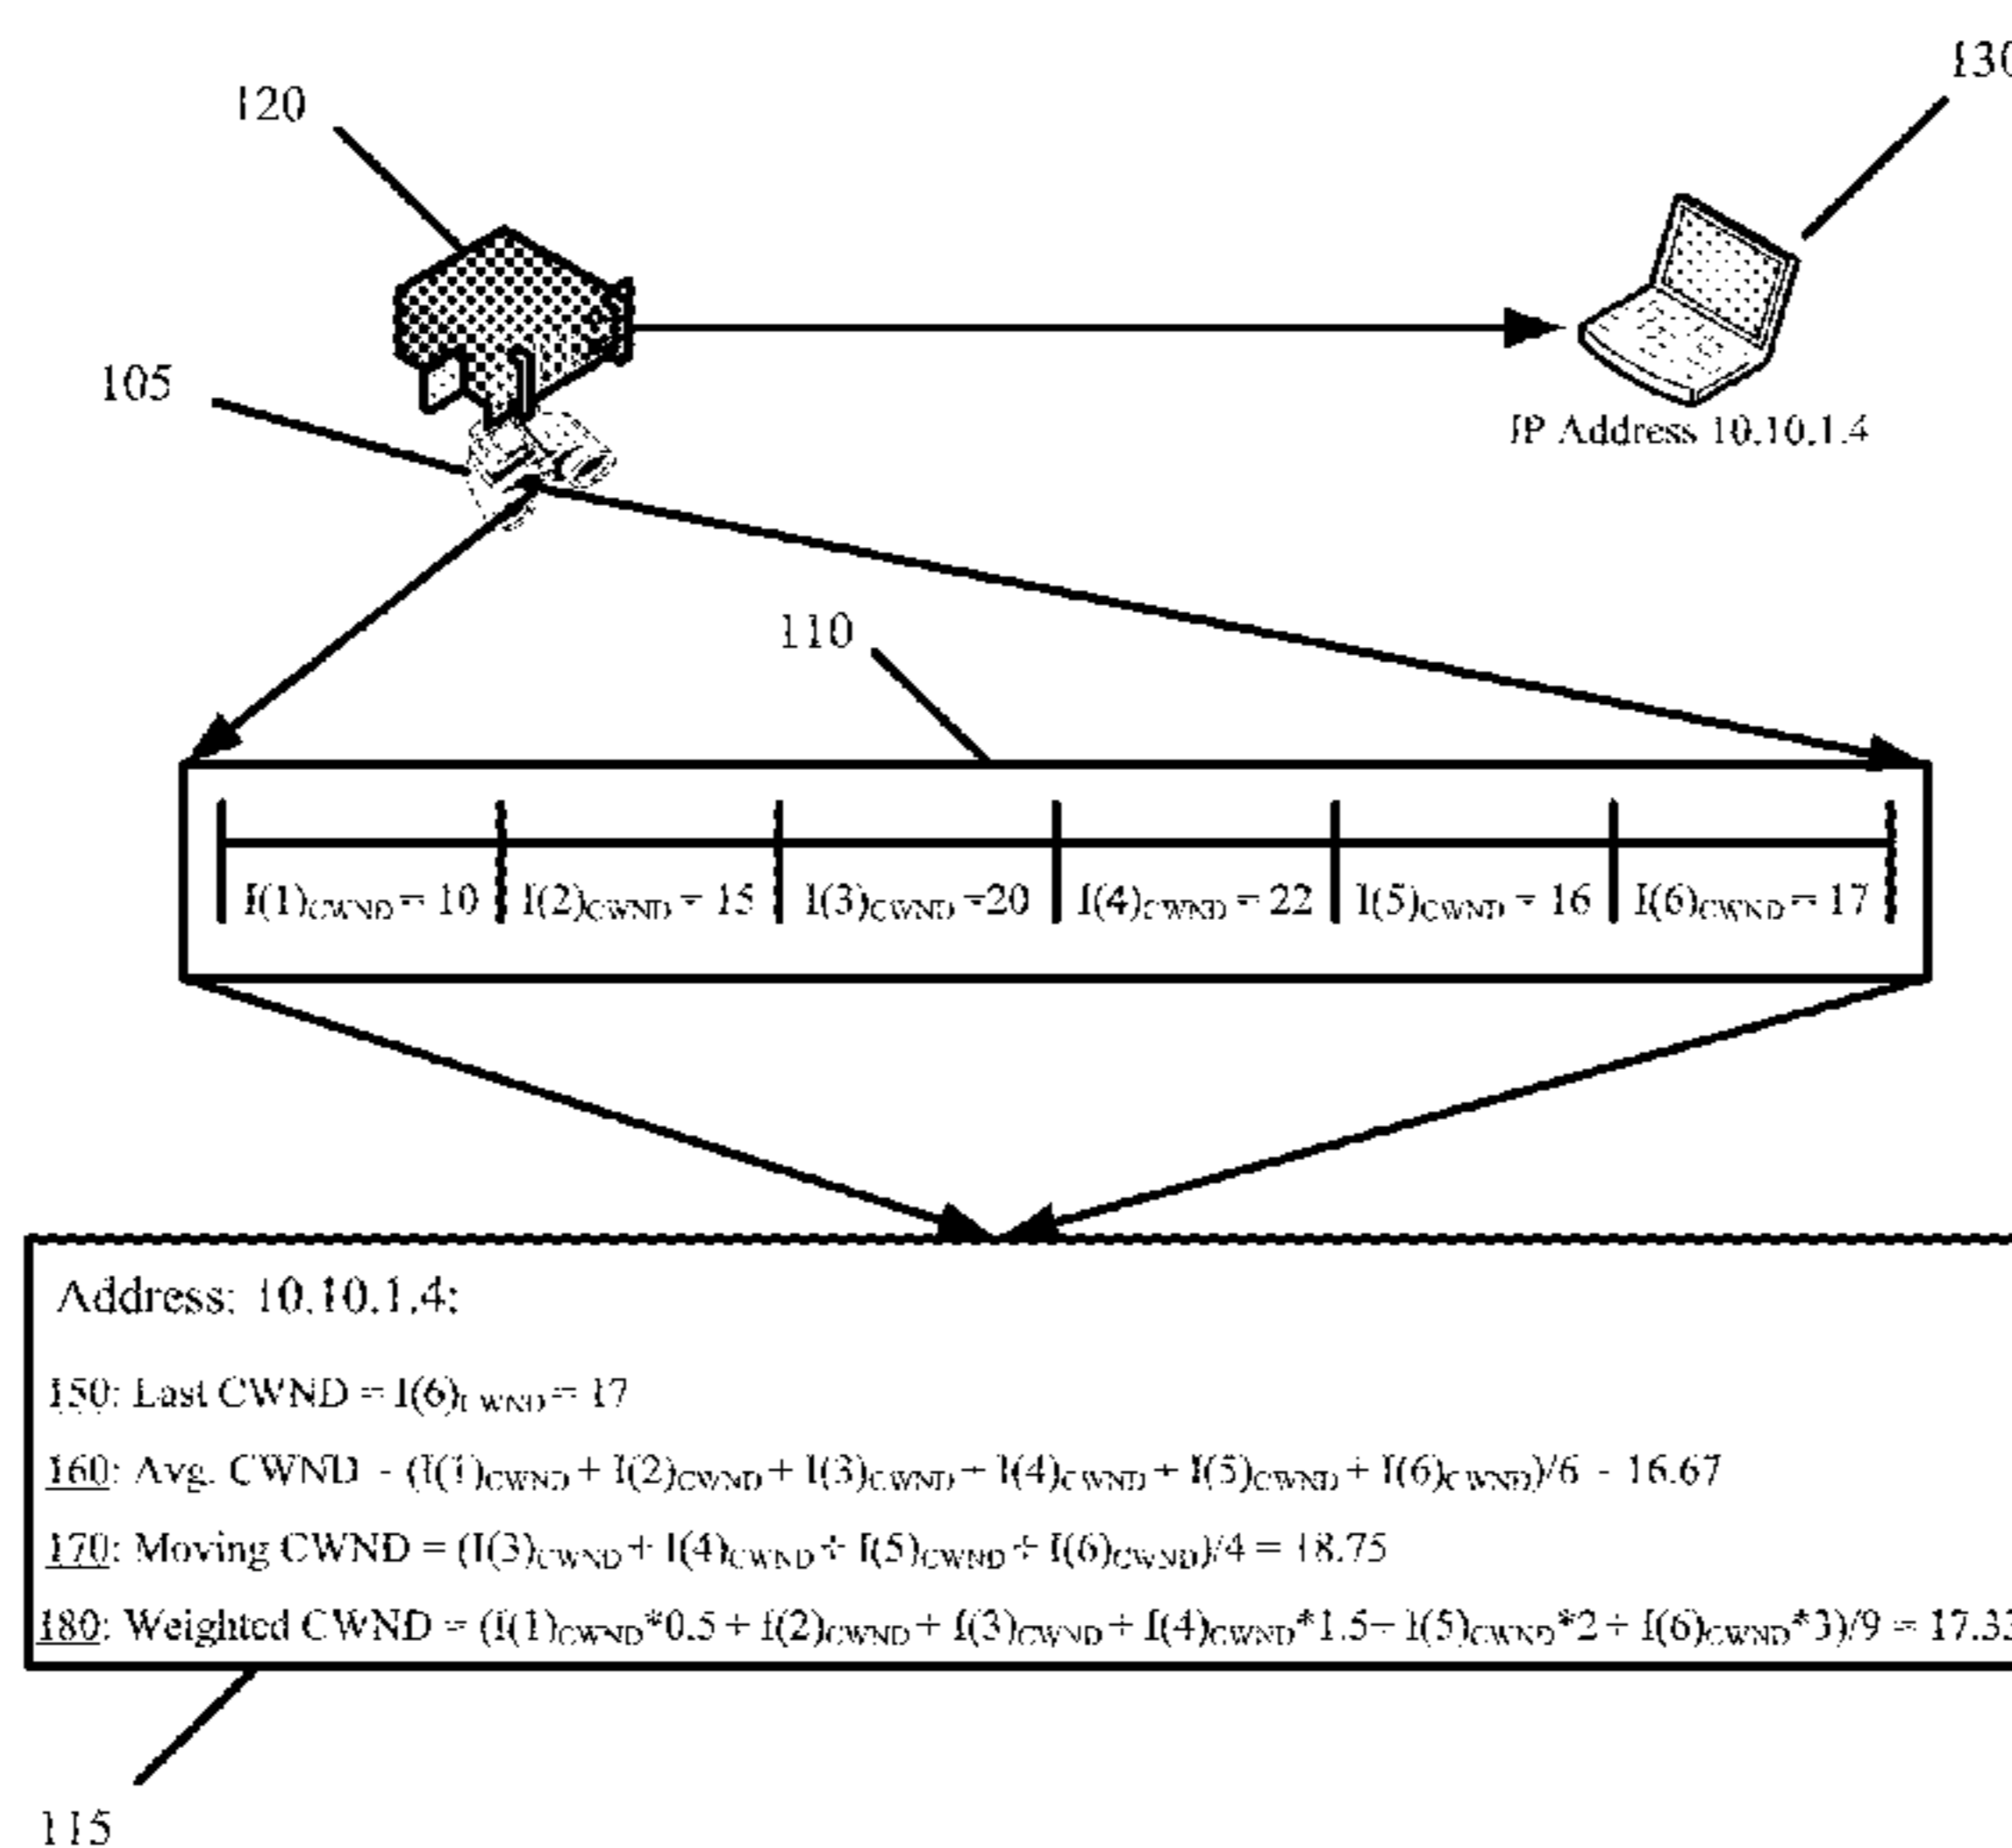 130
120
105
IP Address 10.10.1.4
110
I(1)CWND = 10
I(2)CWND = 15
I(3)CWND =20
I(4)CWND = 22
I(5)CWND = 16
I(6)CWND = 17
Address: 10.10.1.4:
150: Last CWND = I(6)CWND = 17
160: Avg. CWND = (I(1)CWND + I(2)CWND + I(3)CWND + I(4)CWND + I(5)CWND + I(6)CWND)/6 = 16.67
170: Moving CWND = (I(3)CWND + I(4)CWND + I(5)CWND + I(6)CWND)/4 = 18.75
180: Weighted CWND = (I(1)CWND*0.5 + I(2)CWND + I(3)CWND + I(4)CWND*1.5+ I(5)CWND*2 + I(6)CWND*3)/9 = 17.33
115